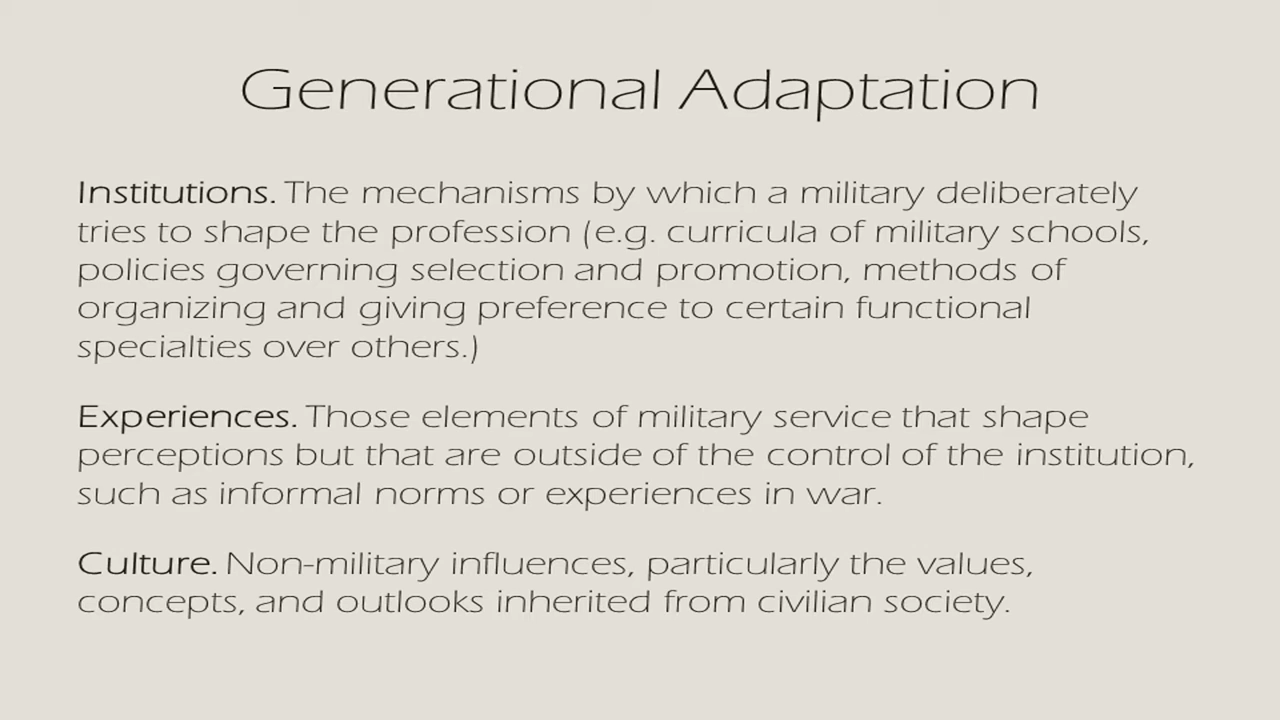 Generational Adaptation
Institutions. The mechanisms by which a military deliberately
tries to shape the profession (e.g. curricula of military schools,
policies governing selection and promotion, methods of
organizing and giving preference to certain functional
specialties over others.)
Experiences. Those elements of military service that shape
perceptions but that are outside of the control of the institution,
such as informal norms or experiences in war.
Culture. Non-military influences, particularly the values,
concepts, and outlooks inherited from civilian society.